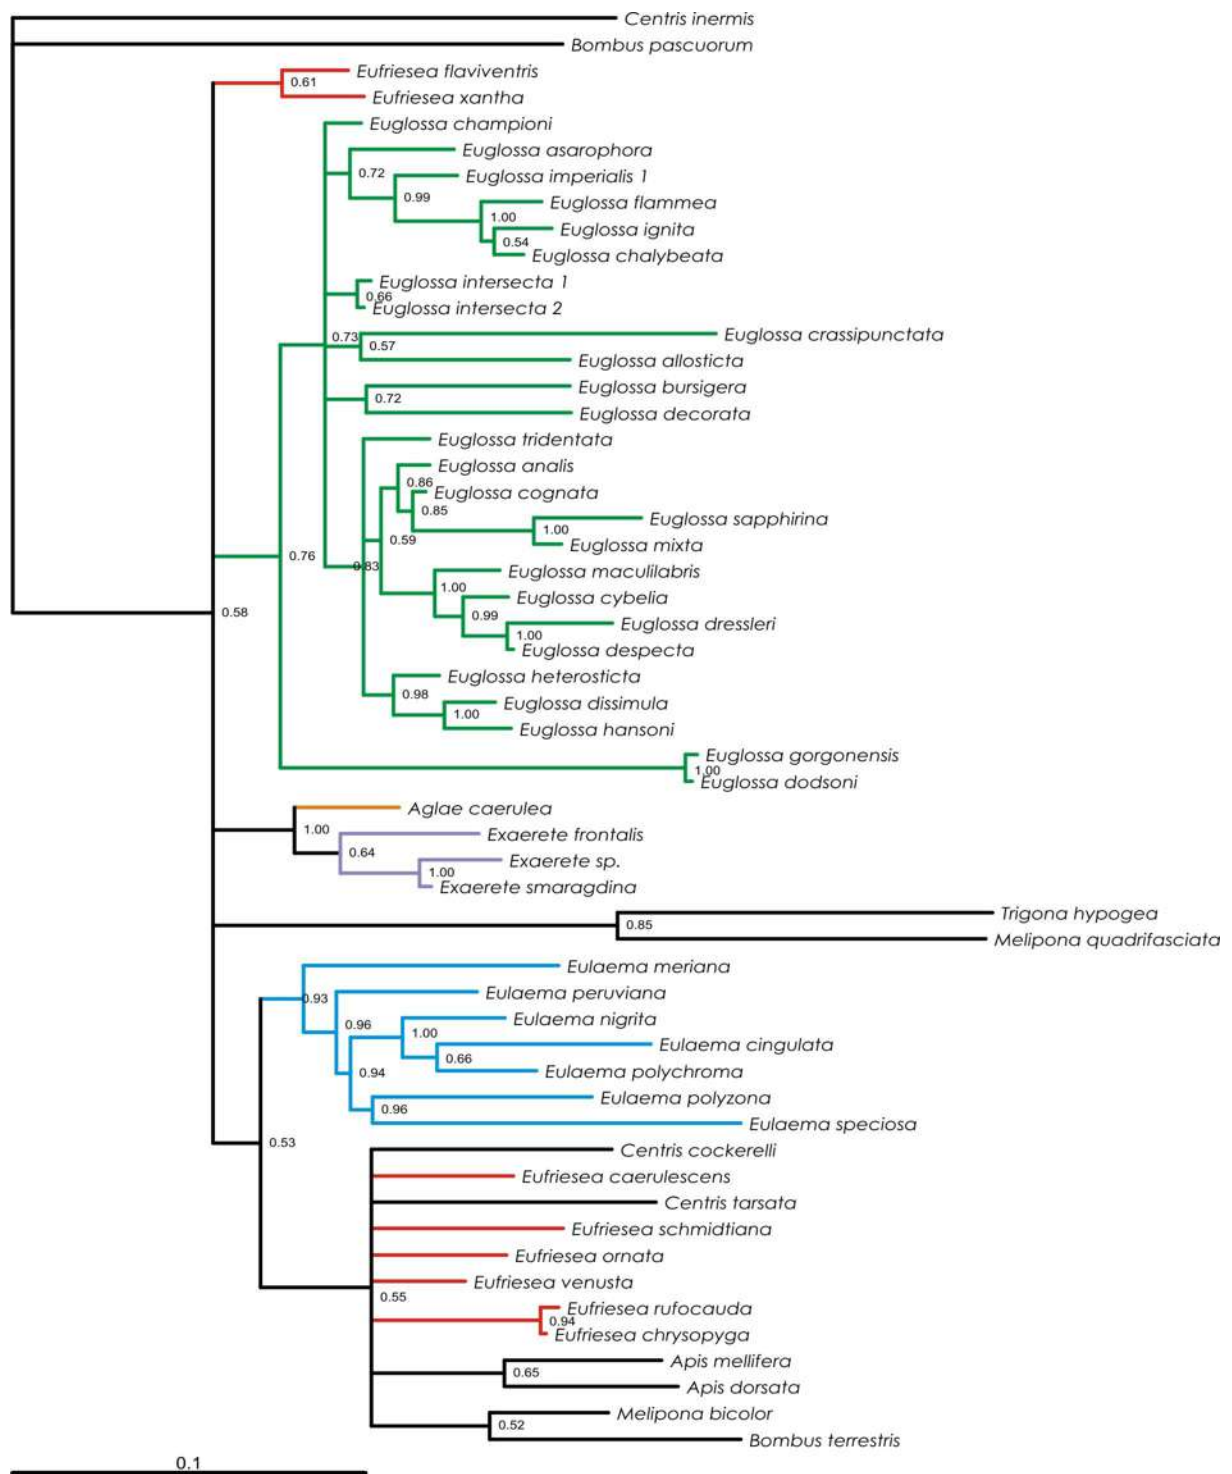 Centris inermis
Bombus pascuorum
Eufriesea flaviventris
0.61
Eufriesea xantha
Euglossa championi
Euglossa asarophora
0.72
Euglossa imperialis 1
0.99
Euglossa flammea
1.00
Euglossa ignita
0.54
Euglossa chalybeata
Euglossa intersecta 1
0.66
Euglossa intersecta 2
Euglossa crassipunctata
0.73
0.57
Euglossa allosticta
Euglossa bursigera
0.72
Euglossa decorata
Euglossa tridentata
Euglossa analis
0.86
Euglossa cognata
0.85
Euglossa sapphirina
1.00
0.59
Euglossa mixta
0.76
0.83
Euglossa maculilabris
1.00
Euglossa cybelia
0.58
0.99
Euglossa dressleri
1.00
Euglossa despecta
Euglossa heterosticta
0.98
Euglossa dissimula
1.00
Euglossa hansoni
Euglossa gorgonensis
1.00
Euglossa dodsoni
Aglae caerulea
1.00
Exaerete frontalis
0.64
Exaerete sp.
1.00
Exaerete smaragdina
Trigona hypogea
0.85
Melipona quadrifasciata
Eulaema meriana
0.93
Eulaema peruviana
0.96
Eulaema nigrita
1.00
Eulaema cingulata
0.66
0.94
Eulaema polychroma
Eulaema polyzona
0.96
Eulaema speciosa
0.53
Centris cockerelli
Eufriesea caerulescens
Centris tarsata
Eufriesea schmidtiana
Eufriesea ornata
Eufriesea venusta
0.55
Eufriesea rufocauda
0.94
Eufriesea chrysopyga
Apis mellifera
0.65
Apis dorsata
Melipona bicolor
0.52
Bombus terrestris
0.1